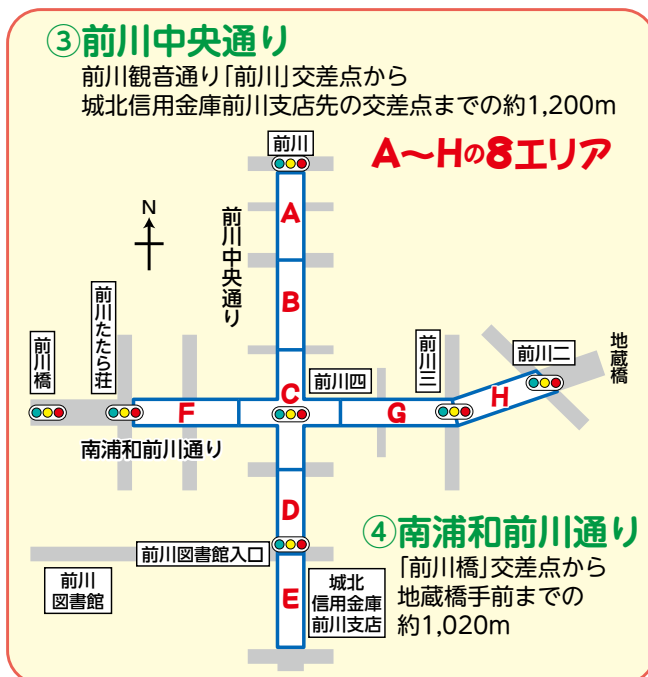 ③前川中央通り
前川観音通り「前川」交差点から
城北信用金庫前川支店先の交差点までの約1,200m
A～Hの8エリア
前川
A
N
前川中央通り
B
前川たたら荘
前川橋
前川三
前川二
地蔵橋
C
前川四
F
G
H
南浦和前川通り
D
④南浦和前川通り
「前川橋」交差点から
地蔵橋手前までの
約1,020m
前川図書館入口
前川
図書館
E
城北
信用金庫
前川支店